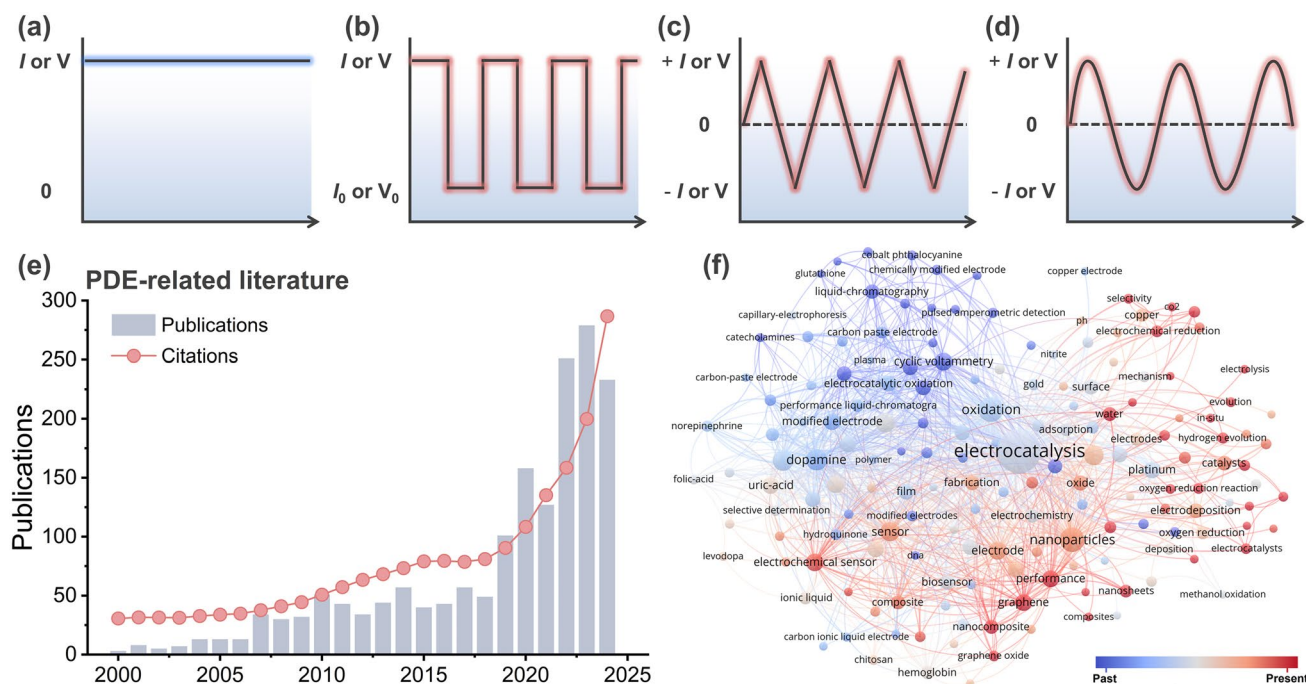 (a)
I or V
0
(b)
I or V
I₀ or V₀
(c)
+ I or V
0
- I or V
(d)
+ I or V
0
- I or V
(e)
PDE-related literature
Publications
Citations
Publications
300
250
200
150
100
50
0
2000
2005
2010
2015
2020
2025
(f)
cobalt phthalocyanine
glutathione
chemically modified electrode
copper electrode
liquid-chromatography
selectivity
co2
capillary-electrophoresis
pulsed amperometric detection
copper
ph
electrochemical reduction
catecholamines
carbon paste electrode
plasma
cyclic voltammetry
nitrite
carbon-paste electrode
electrocatalytic oxidation
gold
surface
mechanism
electrolysis
performance liquid-chromatogra
oxidation
evolution
norepinephrine
modified electrode
water
in-situ
adsorption
electrodes
hydrogen evolution
electrocatalysis
dopamine
polymer
platinum
catalysts
folic-acid
uric-acid
film
fabrication
oxide
oxygen reduction reaction
selective determination
modified electrodes
electrochemistry
electrodeposition
hydroquinone
sensor
nanoparticles
oxygen reduction
levodopa
electrochemical sensor
dna
electrode
deposition
electrocatalysts
biosensor
performance
ionic liquid
composite
graphene
nanosheets
methanol oxidation
composites
carbon ionic liquid electrode
nanocomposite
chitosan
graphene oxide
hemoglobin
Past
Present